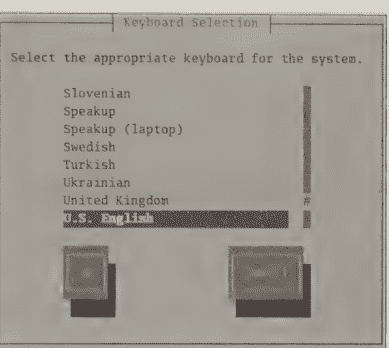 Keyboard Selection
Select the appropriate keyboard for the system.
Slovenian
Speakup
Speakup (laptop)
Swedish
Turkish
Ukrainian
United Kingdom #
U.S. English